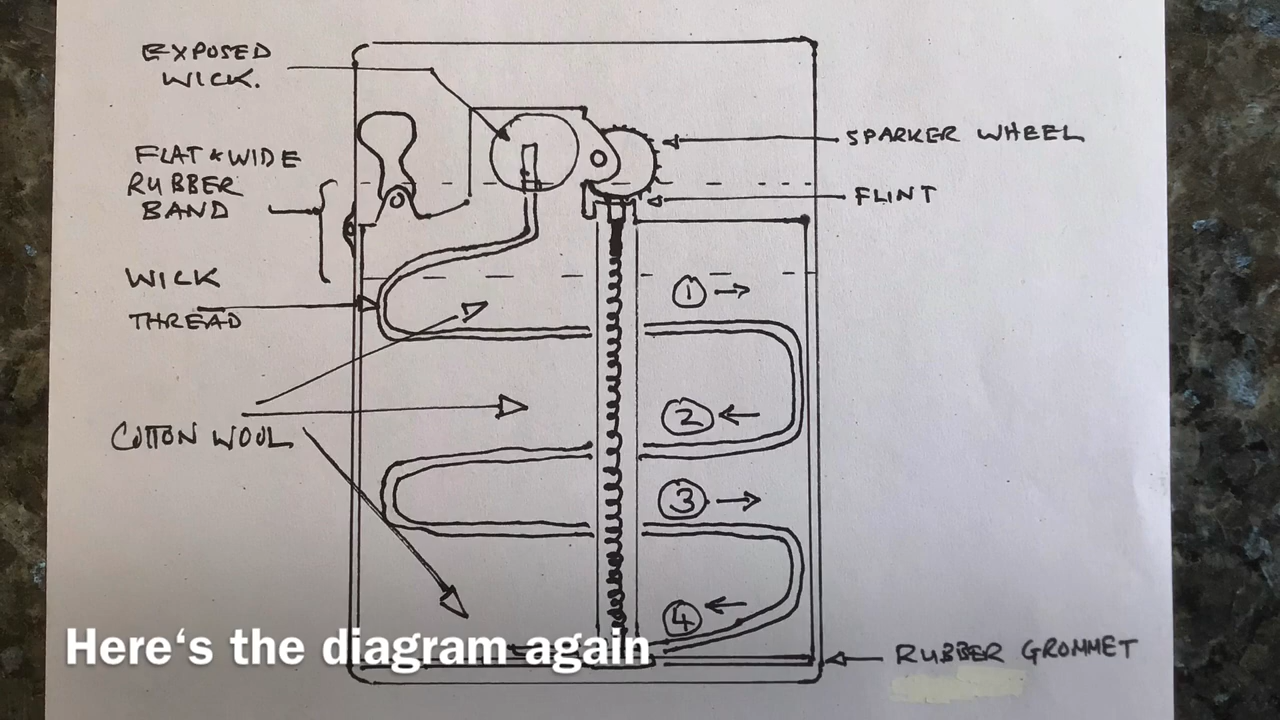 EXPOSED
WICK.
FLAT & WIDE
RUBBER
BAND
WICK
THREAD
COTTON WOOL
SPARKER WHEEL
FLINT
1
2
3
4
RUBBER GROMMET
Here‘s the diagram again